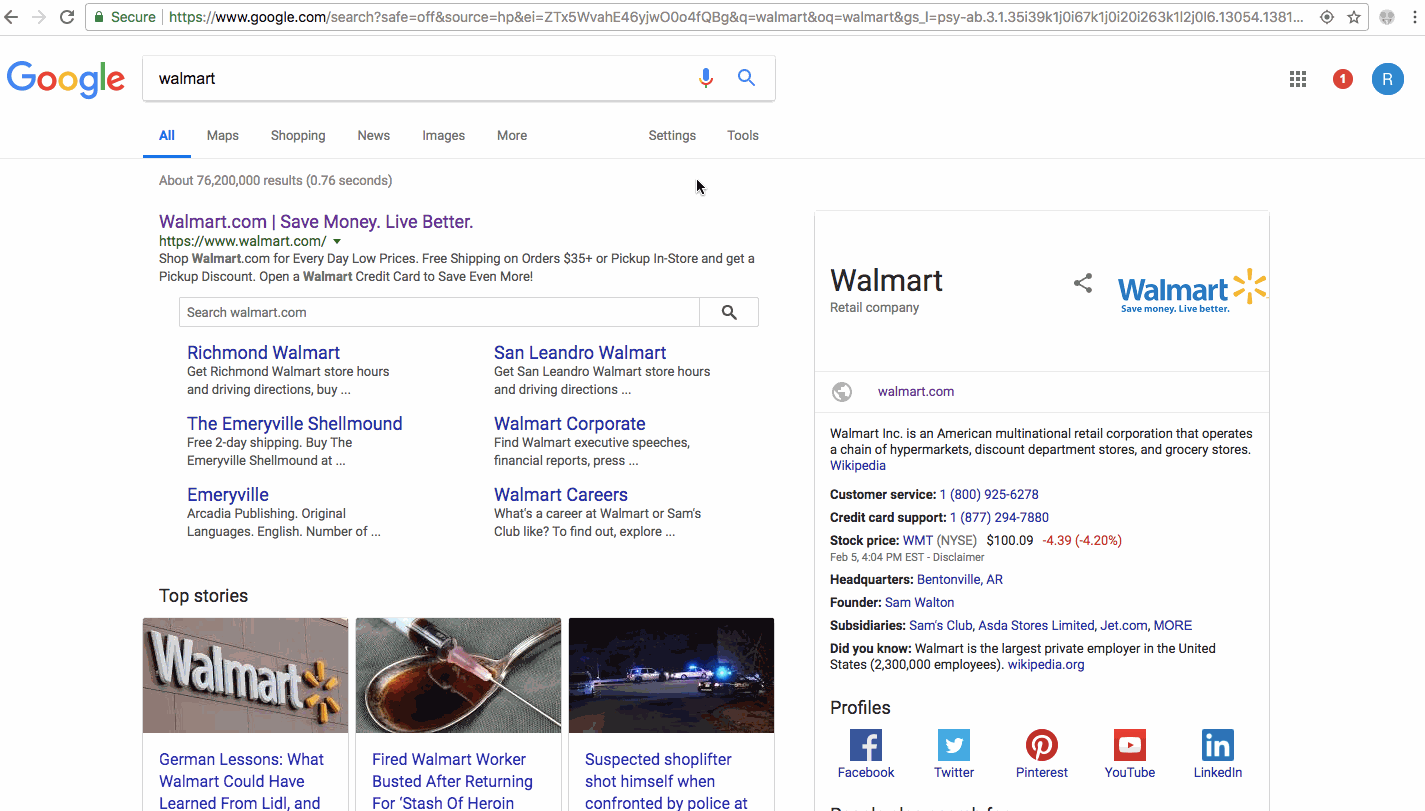 Secure https://www.google.com/search?safe=off&source=hp&ei=ZTx5WvahE46yjwO0o4fQBg&q=walmart&oq=walmart&gs_l=psy-ab.3.1.35i39k1j0i67k1j0i20i263k1l2j0l6.13054.1381...
Google
walmart
1
R
All Maps Shopping News Images More Settings Tools
About 76,200,000 results (0.76 seconds)
Walmart.com | Save Money. Live Better.
https://www.walmart.com/
Shop Walmart.com for Every Day Low Prices. Free Shipping on Orders $35+ or Pickup In-Store and get a
Pickup Discount. Open a Walmart Credit Card to Save Even More!
Search walmart.com
Richmond Walmart
Get Richmond Walmart store hours
and driving directions, buy ...
San Leandro Walmart
Get San Leandro Walmart store hours
and driving directions ...
The Emeryville Shellmound
Free 2-day shipping. Buy The
Emeryville Shellmound at ...
Walmart Corporate
Find Walmart executive speeches,
financial reports, press ...
Emeryville
Arcadia Publishing. Original
Languages. English. Number of ...
Walmart Careers
What's a career at Walmart or Sam's
Club like? To find out, explore ...
Top stories
Walmart
German Lessons: What
Walmart Could Have
Learned From Lidl, and
Fired Walmart Worker
Busted After Returning
For ‘Stash Of Heroin
Suspected shoplifter
shot himself when
confronted by police at
Walmart
Retail company
Walmart
Save money. Live better.
walmart.com
Walmart Inc. is an American multinational retail corporation that operates
a chain of hypermarkets, discount department stores, and grocery stores.
Wikipedia
Customer service: 1 (800) 925-6278
Credit card support: 1 (877) 294-7880
Stock price: WMT (NYSE) $100.09 -4.39 (-4.20%)
Feb 5, 4:04 PM EST - Disclaimer
Headquarters: Bentonville, AR
Founder: Sam Walton
Subsidiaries: Sam's Club, Asda Stores Limited, Jet.com, MORE
Did you know: Walmart is the largest private employer in the United
States (2,300,000 employees). wikipedia.org
Profiles
Facebook Twitter Pinterest YouTube LinkedIn